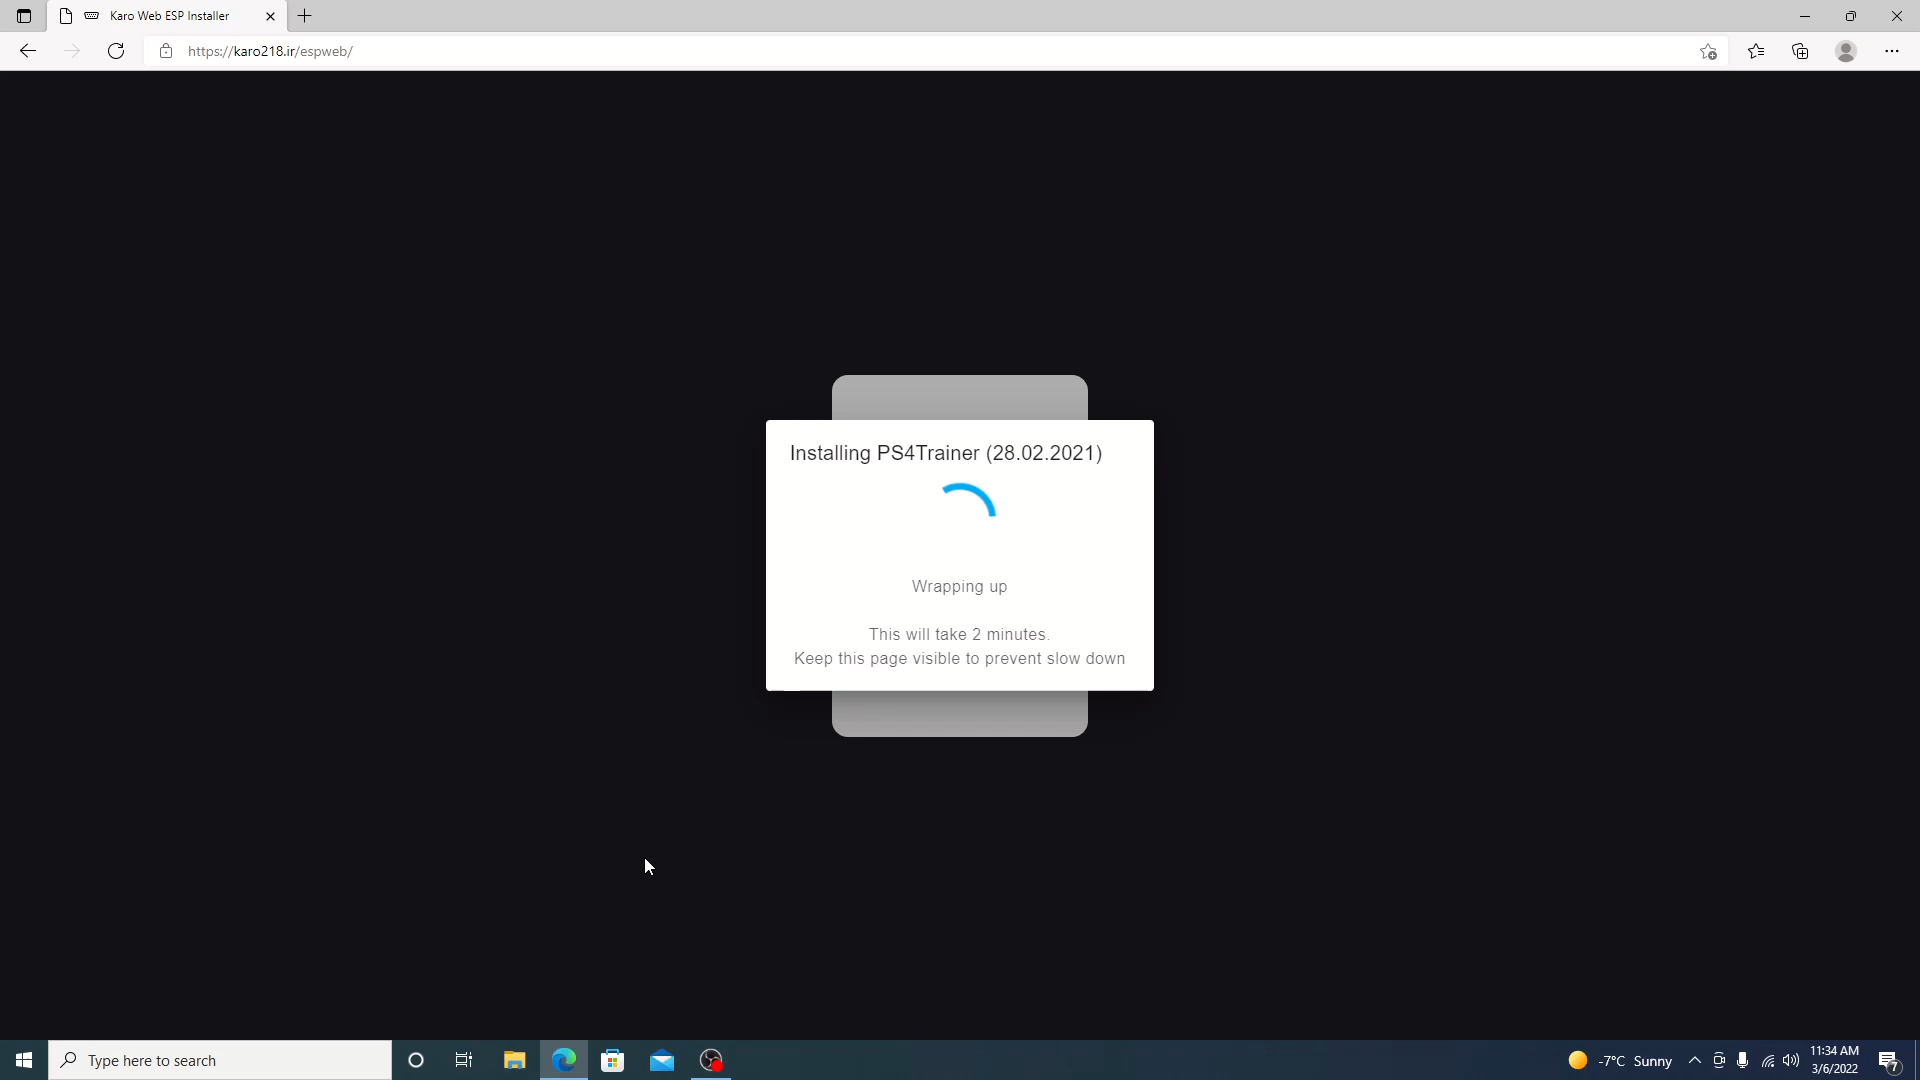 Karo Web ESP Installer
https://karo218.ir/espweb/
Installing PS4Trainer (28.02.2021)
Wrapping up
This will take 2 minutes.
Keep this page visible to prevent slow down
Type here to search
-7°C Sunny
11:34 AM
3/6/2022
7